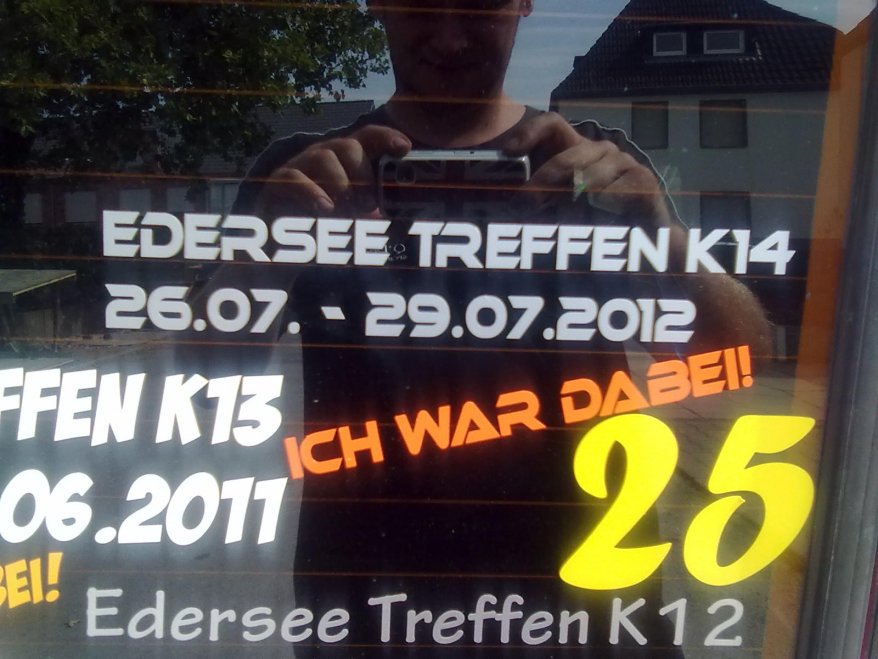 EDERSEE TREFFEN K14
26.07. - 29.07.2012
FFEN K13
ICH WAR DABEI!
25
.06.2011
BEI!
Edersee Treffen K12